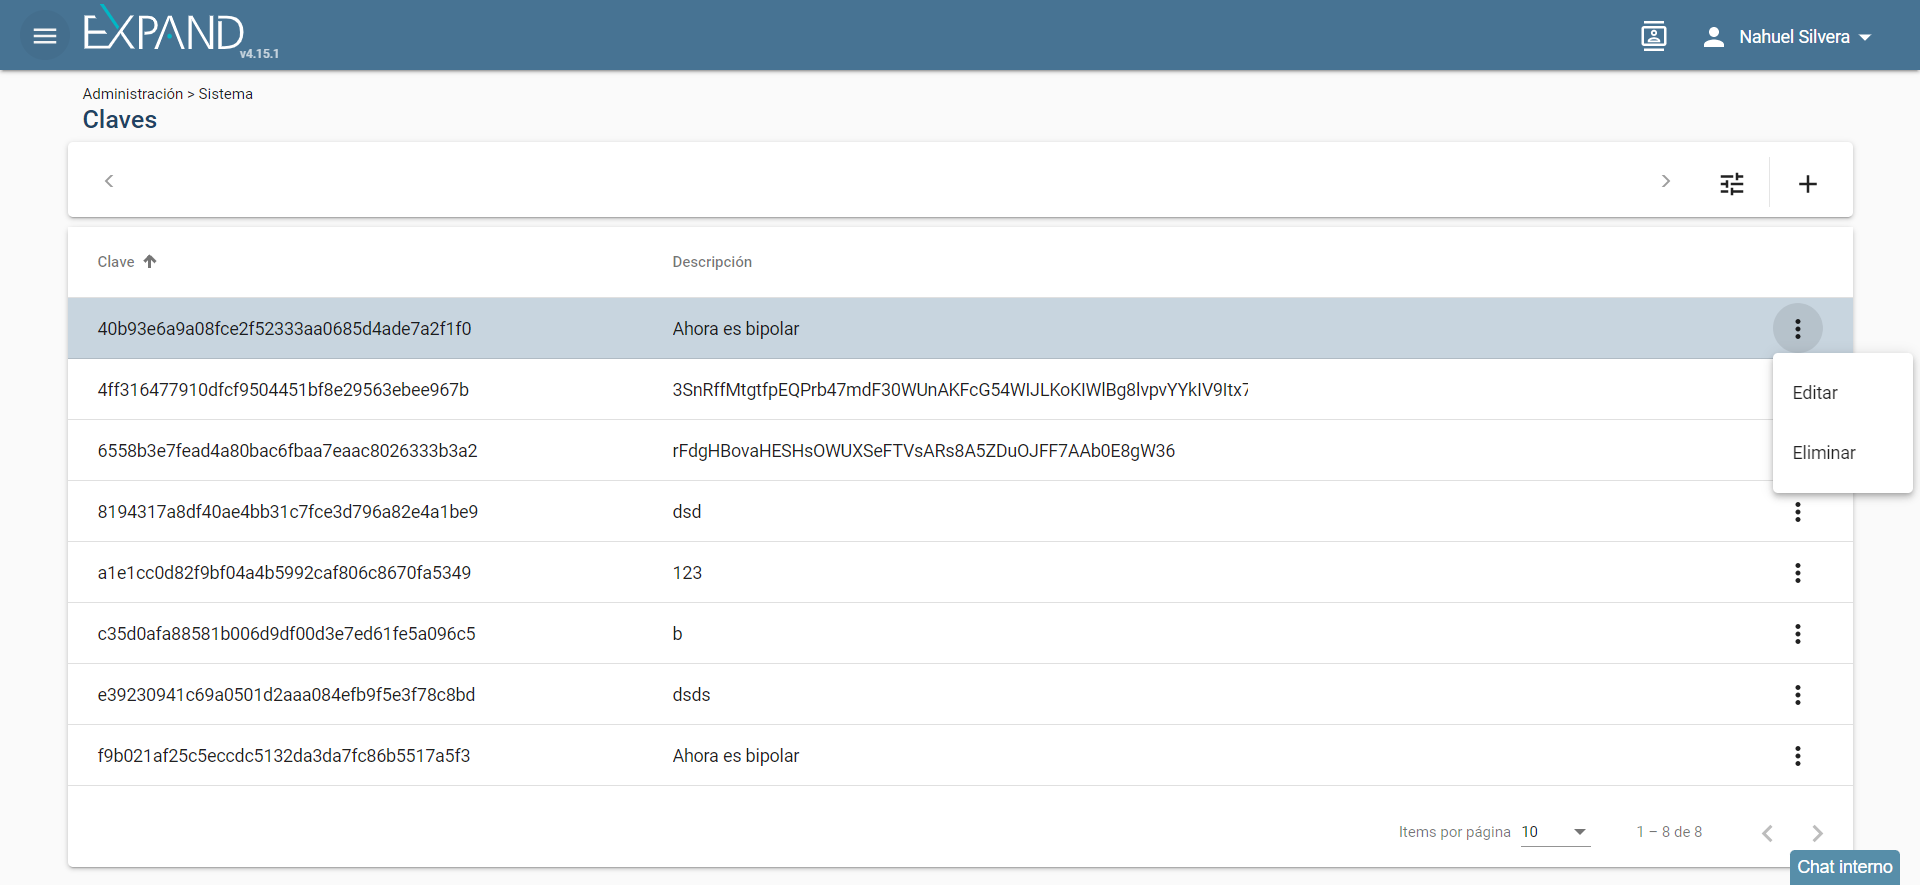 EXPAND
v4.15.1
Nahuel Silvera
Administración > Sistema
Claves
Clave
Descripción
40b93e6a9a08fce2f52333aa0685d4ade7a2f1f0 Ahora es bipolar
4ff316477910dfcf9504451bf8e29563ebee967b 3SnRffMtgtfpEQPrb47mdF30WUnAKFcG54WIJLKoKIWlBg8lvpvYYkIV9Itx7
6558b3e7fead4a80bac6fbaa7eaac8026333b3a2 rFdgHBovaHESHsOWUXSeFTVsARs8A5ZDuOJFF7AAb0E8gW36
8194317a8df40ae4bb31c7fce3d796a82e4a1be9 dsd
a1e1cc0d82f9bf04a4b5992caf806c8670fa5349 123
c35d0afa88581b006d9df00d3e7ed61fe5a096c5 b
e39230941c69a0501d2aaa084efb9f5e3f78c8bd dsds
f9b021af25c5eccdc5132da3da7fc86b5517a5f3 Ahora es bipolar
Editar
Eliminar
Items por página 10 1 – 8 de 8
Chat interno